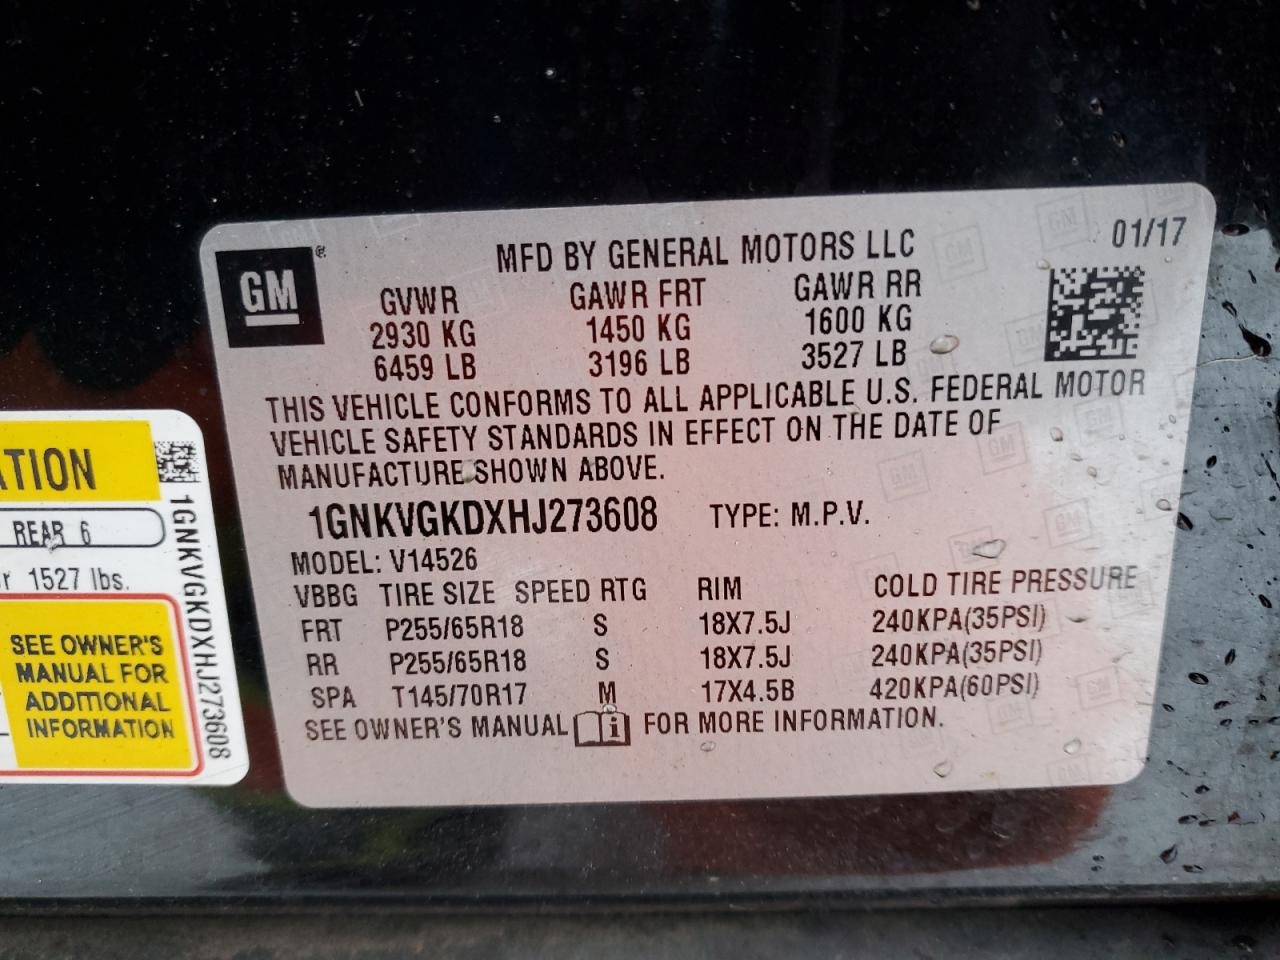 GM
MFD BY GENERAL MOTORS LLC
01/17
GVWR GAWR FRT GAWR RR
2930 KG 1450 KG 1600 KG
6459 LB 3196 LB 3527 LB
THIS VEHICLE CONFORMS TO ALL APPLICABLE U.S. FEDERAL MOTOR
VEHICLE SAFETY STANDARDS IN EFFECT ON THE DATE OF
MANUFACTURE SHOWN ABOVE.
1GNKVGKDXHJ273608 TYPE: M.P.V.
MODEL: V14526
VBBG TIRE SIZE SPEED RTG RIM COLD TIRE PRESSURE
FRT P255/65R18 S 18X7.5J 240KPA(35PSI)
RR P255/65R18 S 18X7.5J 240KPA(35PSI)
SPA T145/70R17 M 17X4.5B 420KPA(60PSI)
SEE OWNER'S MANUAL i FOR MORE INFORMATION.
ATION
REAR 6
r 1527 lbs.
SEE OWNER'S
MANUAL FOR
ADDITIONAL
INFORMATION
1GNKVGKDXHJ273608